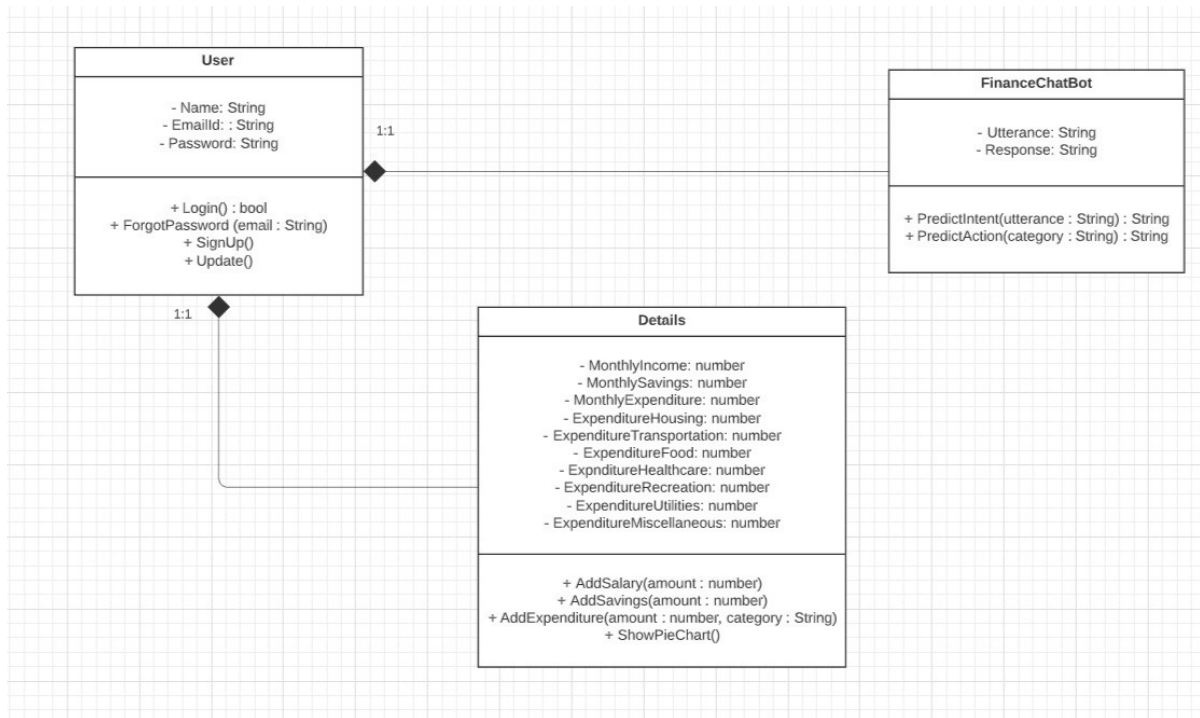 User
- Name: String
- EmailId: : String
- Password: String
+ Login() : bool
+ ForgotPassword (email : String)
+ SignUp()
+ Update()
1:1
1:1
FinanceChatBot
- Utterance: String
- Response: String
+ PredictIntent(utterance : String) : String
+ PredictAction(category : String) : String
Details
- MonthlyIncome: number
- MonthlySavings: number
- MonthlyExpenditure: number
- ExpenditureHousing: number
- ExpenditureTransportation: number
- ExpenditureFood: number
- ExpnditureHealthcare: number
- ExpenditureRecreation: number
- ExpenditureUtilities: number
- ExpenditureMiscellaneous: number
+ AddSalary(amount : number)
+ AddSavings(amount : number)
+ AddExpenditure(amount : number, category : String)
+ ShowPieChart()